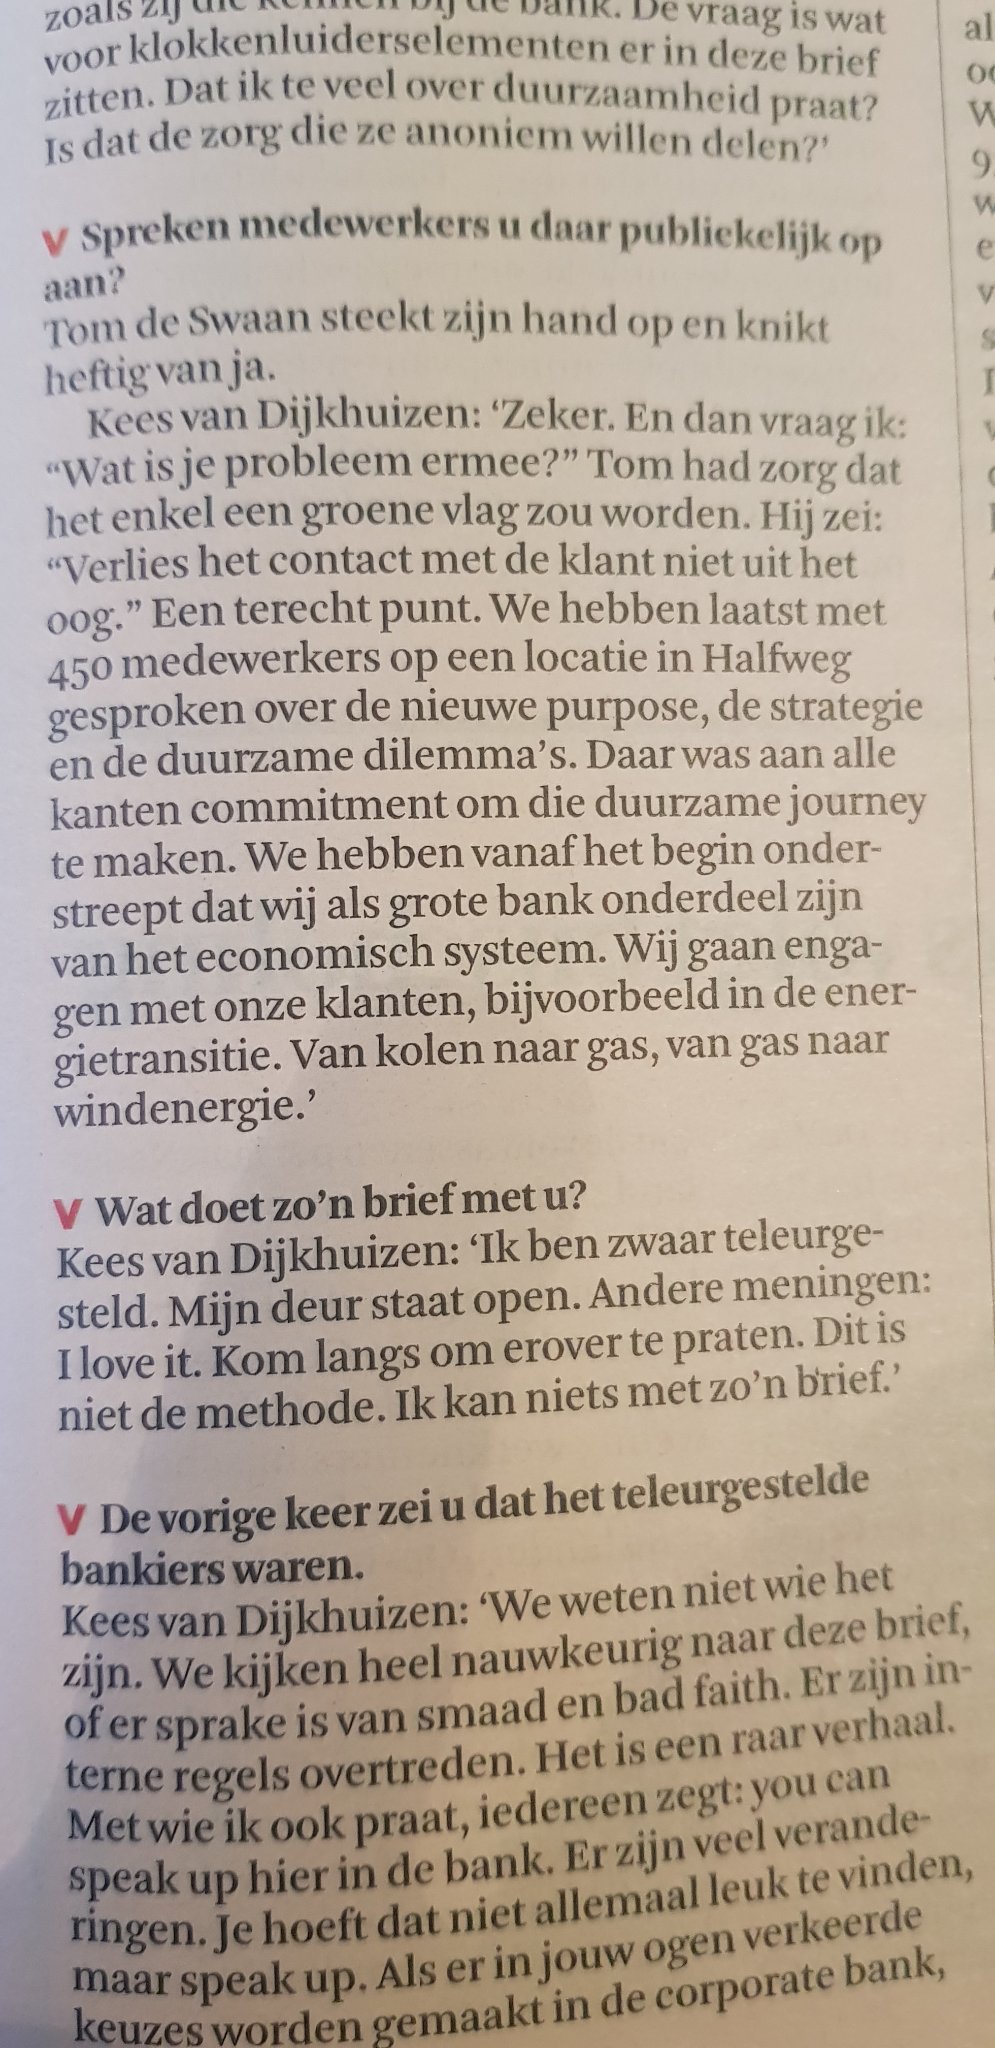 zoals zij die kennen bij de bank. De vraag is wat
voor klokkenluiderselementen er in deze brief
zitten. Dat ik te veel over duurzaamheid praat?
Is dat de zorg die ze anoniem willen delen?’
V Spreken medewerkers u daar publiekelijk op
aan?
Tom de Swaan steekt zijn hand op en knikt
heftig van ja.
Kees van Dijkhuizen: ‘Zeker. En dan vraag ik:
“Wat is je probleem ermee?” Tom had zorg dat
het enkel een groene vlag zou worden. Hij zei:
“Verlies het contact met de klant niet uit het
oog.” Een terecht punt. We hebben laatst met
450 medewerkers op een locatie in Halfweg
gesproken over de nieuwe purpose, de strategie
en de duurzame dilemma’s. Daar was aan alle
kanten commitment om die duurzame journey
te maken. We hebben vanaf het begin onder-
streept dat wij als grote bank onderdeel zijn
van het economisch systeem. Wij gaan enga-
gen met onze klanten, bijvoorbeeld in de ener-
gietransitie. Van kolen naar gas, van gas naar
windenergie.’
V Wat doet zo’n brief met u?
Kees van Dijkhuizen: ‘Ik ben zwaar teleurge-
steld. Mijn deur staat open. Andere meningen:
I love it. Kom langs om erover te praten. Dit is
niet de methode. Ik kan niets met zo’n brief.’
V De vorige keer zei u dat het teleurgestelde
bankiers waren.
Kees van Dijkhuizen: ‘We weten niet wie het
zijn. We kijken heel nauwkeurig naar deze brief,
of er sprake is van smaad en bad faith. Er zijn in-
terne regels overtreden. Het is een raar verhaal.
Met wie ik ook praat, iedereen zegt: you can
speak up hier in de bank. Er zijn veel verande-
ringen. Je hoeft dat niet allemaal leuk te vinden,
maar speak up. Als er in jouw ogen verkeerde
keuzes worden gemaakt in de corporate bank,